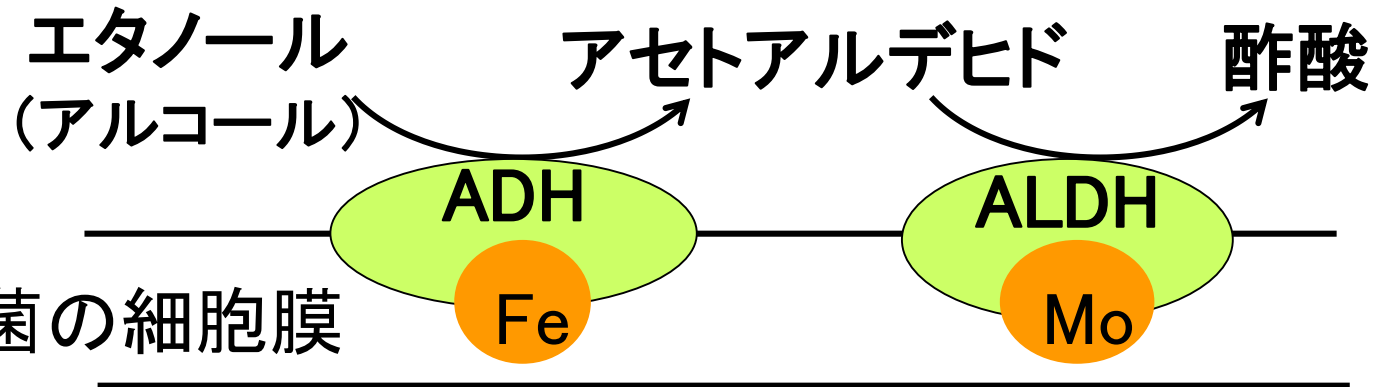 エタノール
(アルコール)
アセトアルデヒド
酢酸
ADH
ALDH
菌の細胞膜
Fe
Mo